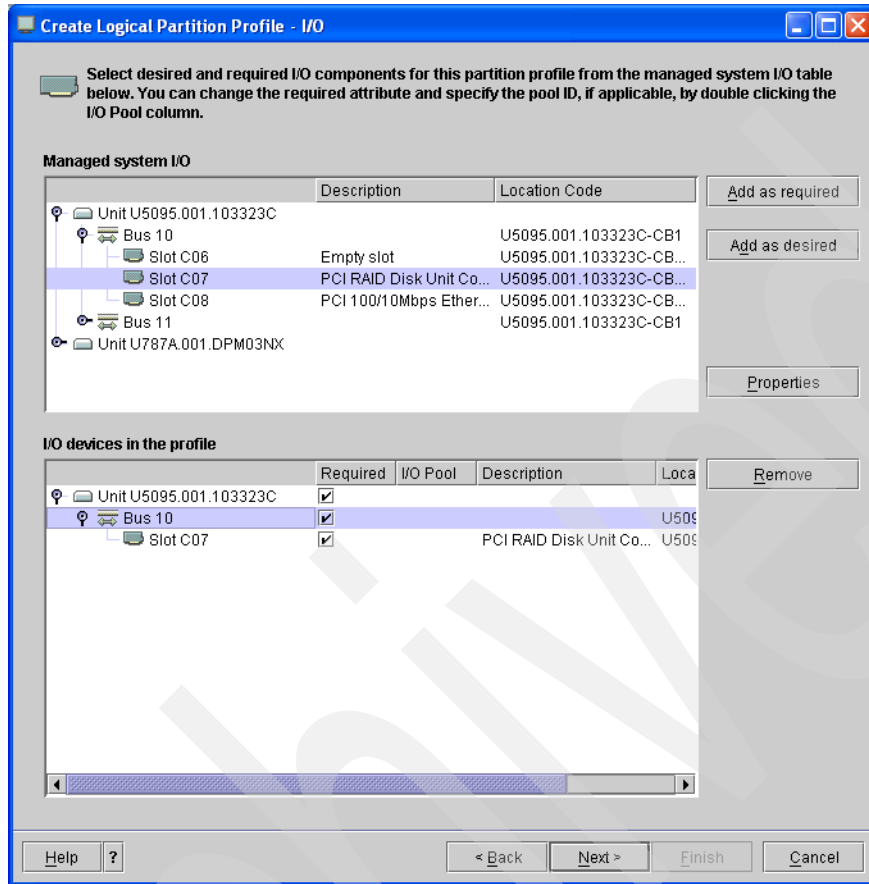 Create Logical Partition Profile - I/O
Select desired and required I/O components for this partition profile from the managed system I/O table
below. You can change the required attribute and specify the pool ID, if applicable, by double clicking the
I/O Pool column.
Managed system I/O
Description Location Code
Unit U5095.001.103323C
Bus 10 U5095.001.103323C-CB1
Slot C06 Empty slot U5095.001.103323C-CB...
Slot C07 PCI RAID Disk Unit Co... U5095.001.103323C-CB...
Slot C08 PCI 100/10Mbps Ether... U5095.001.103323C-CB...
Bus 11 U5095.001.103323C-CB1
Unit U787A.001.DPM03NX
Add as required
Add as desired
Properties
I/O devices in the profile
Required I/O Pool Description Loca
Unit U5095.001.103323C
Bus 10 U509
Slot C07 PCI RAID Disk Unit Co... U509
Remove
Help ? < Back Next > Finish Cancel